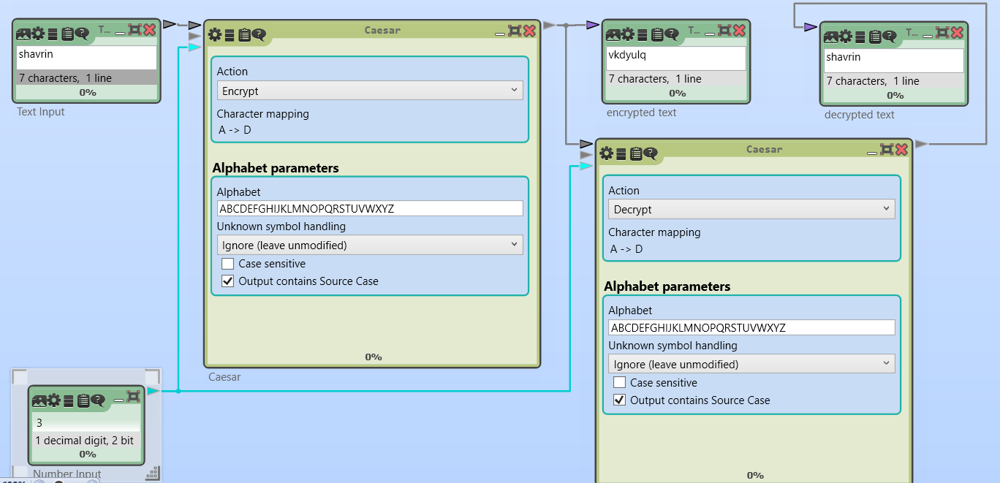 T...
shavrin
7 characters,  1 line
0%
Text Input
Caesar
Action
Encrypt
Character mapping
A -> D
Alphabet parameters
Alphabet
ABCDEFGHIJKLMNOPQRSTUVWXYZ
Unknown symbol handling
Ignore (leave unmodified)
Case sensitive
Output contains Source Case
0%
Caesar
T...
vkdyulq
7 characters,  1 line
0%
encrypted text
T...
shavrin
7 characters,  1 line
0%
decrypted text
Caesar
Action
Decrypt
Character mapping
A -> D
Alphabet parameters
Alphabet
ABCDEFGHIJKLMNOPQRSTUVWXYZ
Unknown symbol handling
Ignore (leave unmodified)
Case sensitive
Output contains Source Case
0%
3
1 decimal digit, 2 bit
0%
Number Input